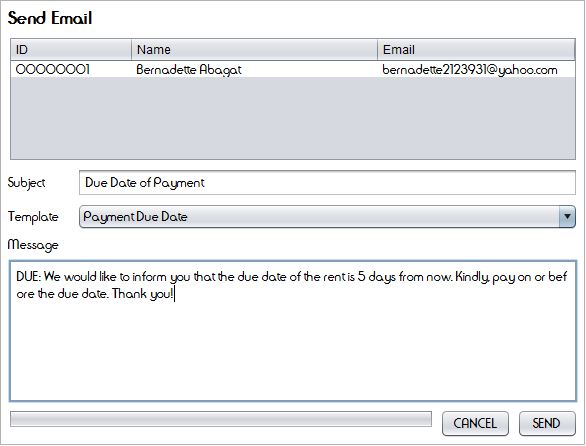 Send Email
ID Name Email
00000001 Bernadette Abagat bernadette2123931@yahoo.com
Subject Due Date of Payment
Template Payment Due Date
Message
DUE: We would like to inform you that the due date of the rent is 5 days from now. Kindly, pay on or bef
ore the due date. Thank you!
CANCEL SEND